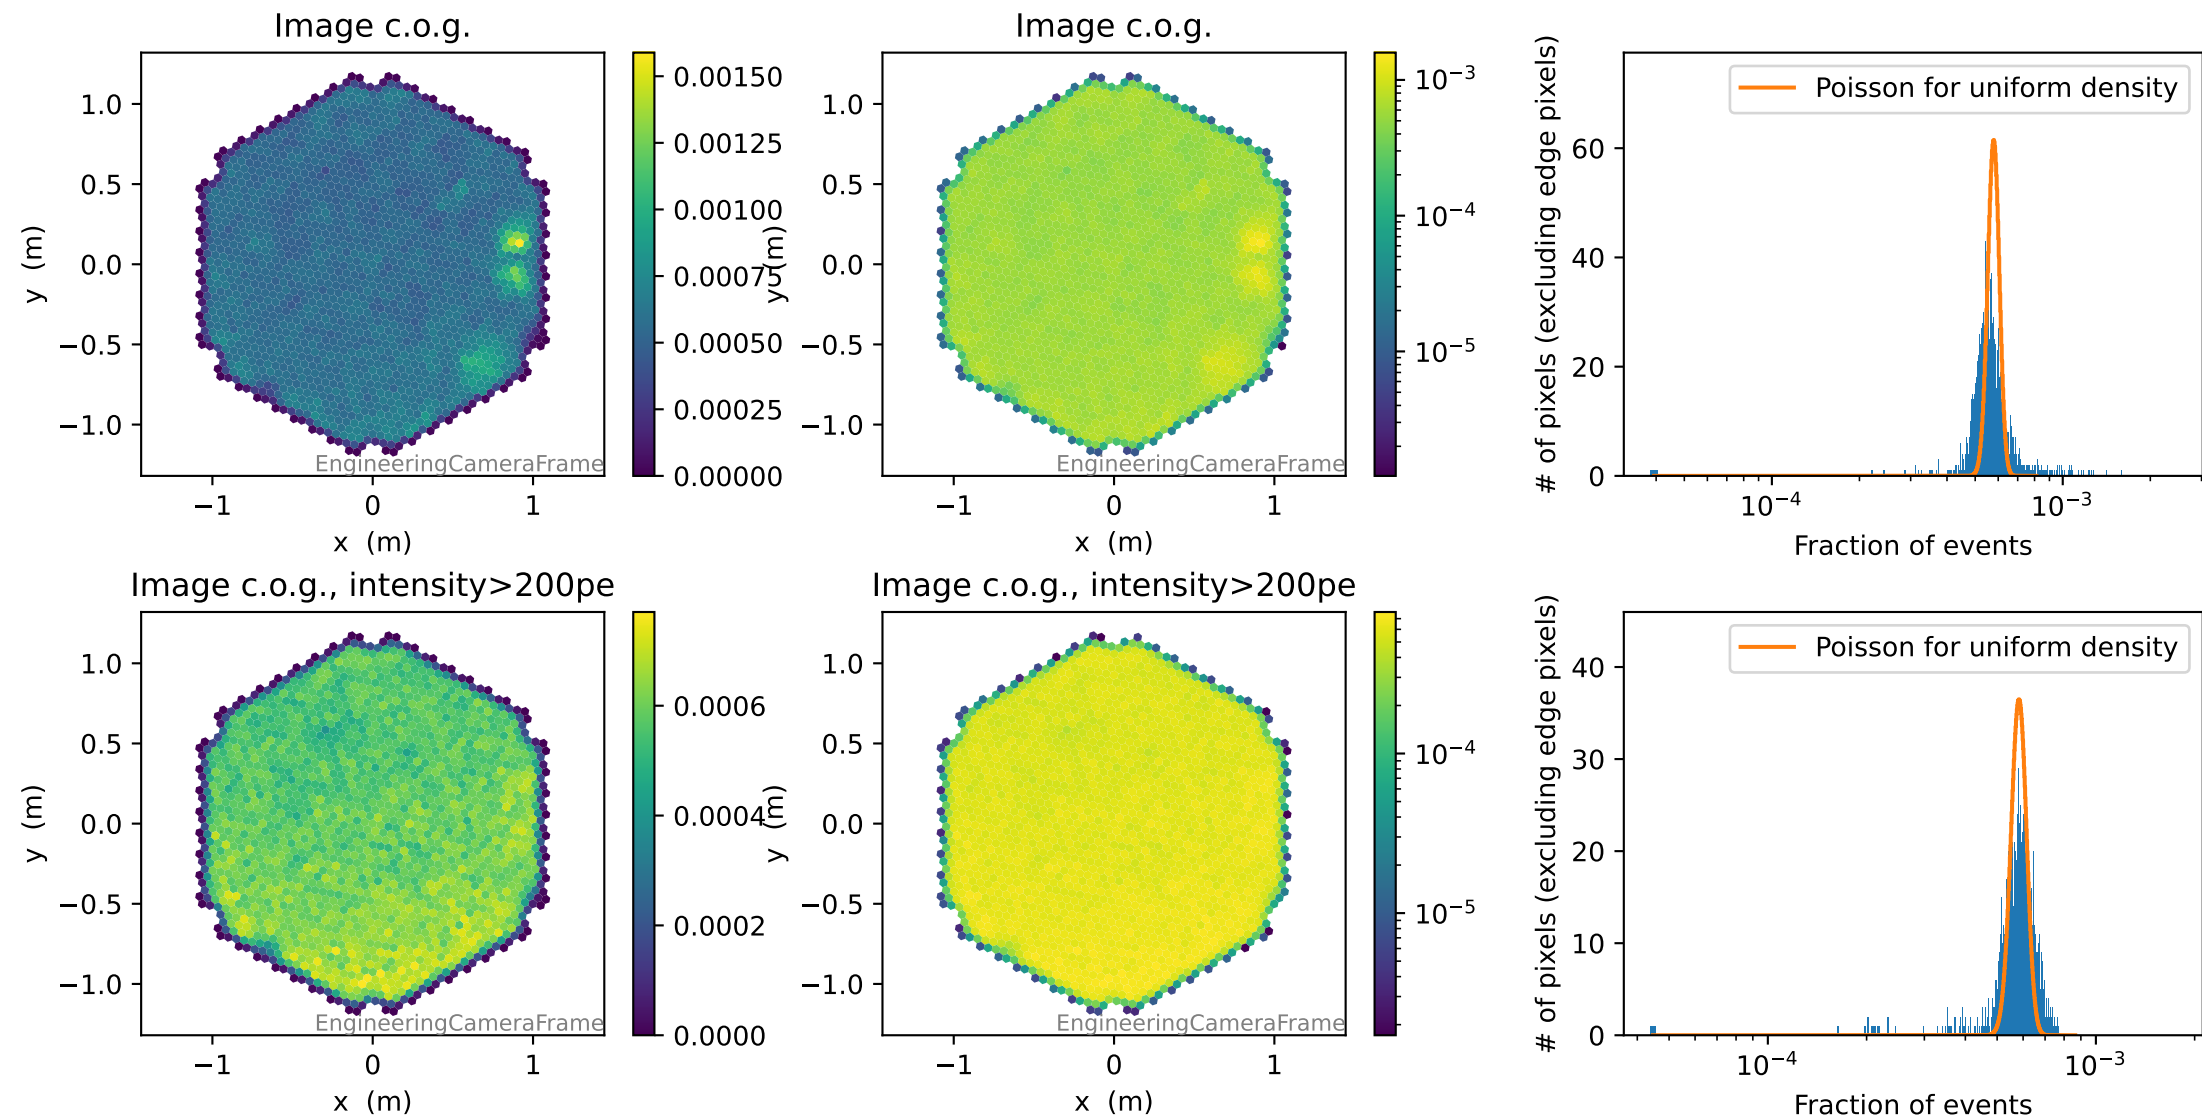 Image c.o.g.
y (m)
1.0
0.5
0.0
−0.5
−1.0
−1
0
1
x (m)
EngineeringCameraFrame
0.00150
0.00125
0.00100
0.00075
0.00050
0.00025
0.00000
Image c.o.g.
y (m)
1.0
0.5
0.0
−0.5
−1.0
−1
0
1
x (m)
EngineeringCameraFrame
10⁻³
10⁻⁴
10⁻⁵
# of pixels (excluding edge pixels)
60
40
20
0
Poisson for uniform density
10⁻⁴
10⁻³
Fraction of events
Image c.o.g., intensity>200pe
y (m)
1.0
0.5
0.0
−0.5
−1.0
−1
0
1
x (m)
EngineeringCameraFrame
0.0006
0.0004
0.0002
0.0000
Image c.o.g., intensity>200pe
y (m)
1.0
0.5
0.0
−0.5
−1.0
−1
0
1
x (m)
EngineeringCameraFrame
10⁻⁴
10⁻⁵
# of pixels (excluding edge pixels)
40
30
20
10
0
Poisson for uniform density
10⁻⁴
10⁻³
Fraction of events